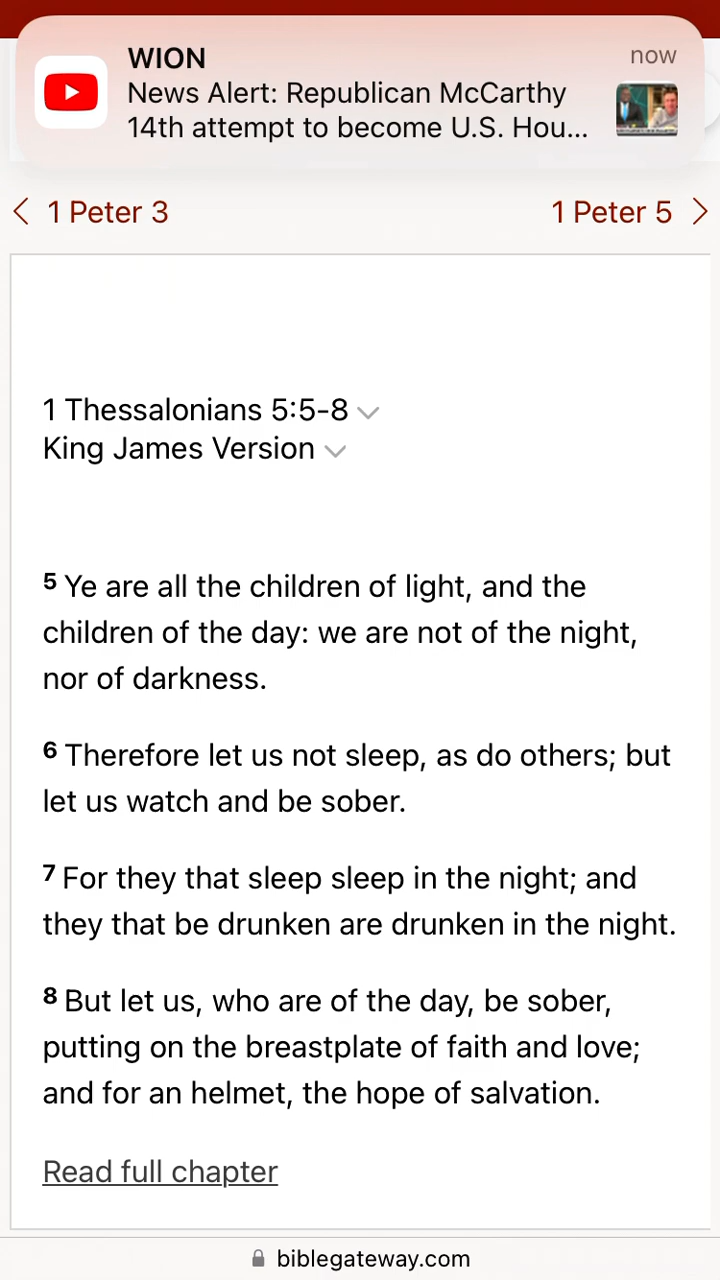 WION
now
News Alert: Republican McCarthy
14th attempt to become U.S. Hou...
1 Peter 3
1 Peter 5
1 Thessalonians 5:5-8
King James Version
5 Ye are all the children of light, and the
children of the day: we are not of the night,
nor of darkness.
6 Therefore let us not sleep, as do others; but
let us watch and be sober.
7 For they that sleep sleep in the night; and
they that be drunken are drunken in the night.
8 But let us, who are of the day, be sober,
putting on the breastplate of faith and love;
and for an helmet, the hope of salvation.
Read full chapter
biblegateway.com